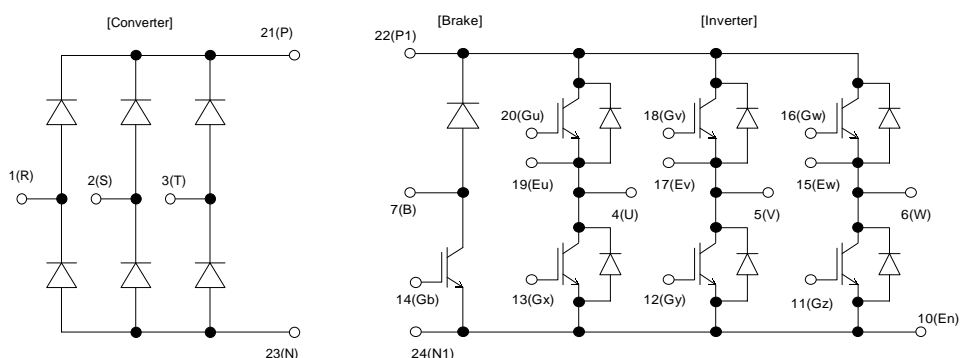 [Converter]
[Brake]
[Inverter]
21(P)
22(P1)
20(Gu)
18(Gv)
16(Gw)
1(R)
2(S)
3(T)
19(Eu)
17(Ev)
15(Ew)
7(B)
4(U)
5(V)
6(W)
14(Gb)
13(Gx)
12(Gy)
11(Gz)
10(En)
23(N)
24(N1)